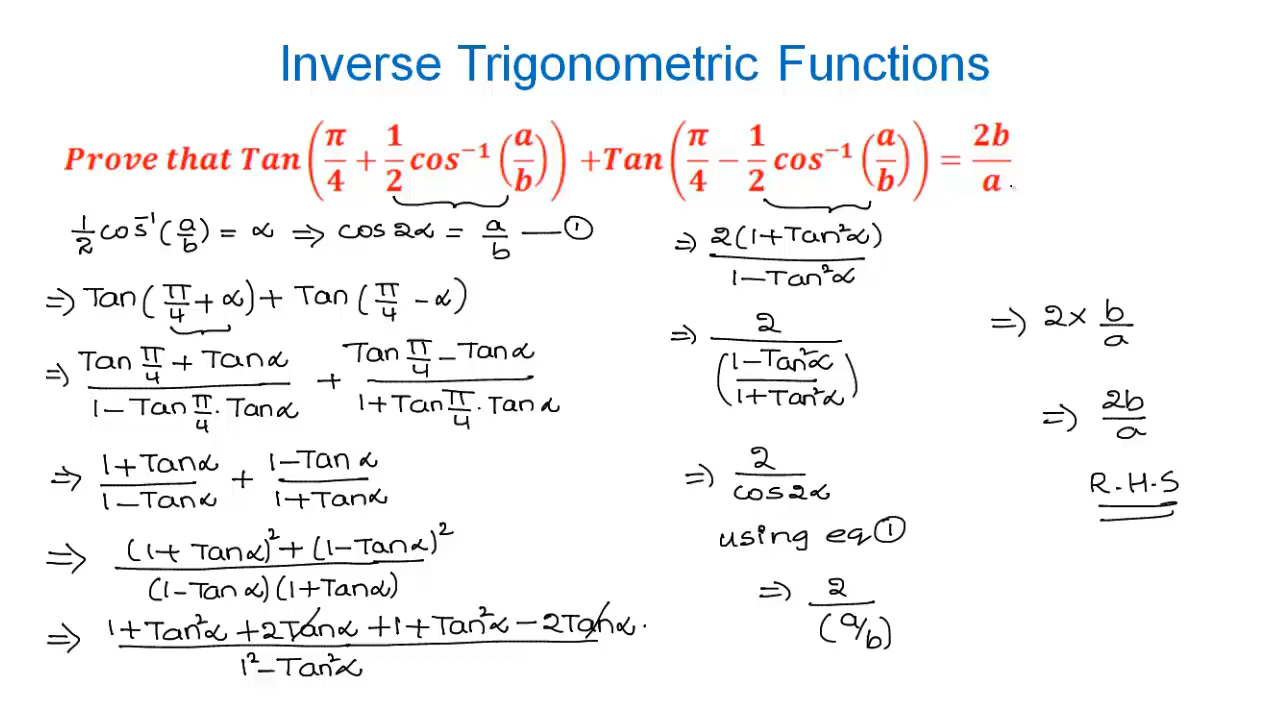 Inverse Trigonometric Functions
Prove that Tan(π/4 + 1/2 cos⁻¹(a/b)) + Tan(π/4 − 1/2 cos⁻¹(a/b)) = 2b/a
1/2 cos⁻¹(a/b) = α ⇒ cos 2α = a/b — ①
⇒ Tan(π/4 + α) + Tan(π/4 − α)
⇒ (Tan π/4 + Tanα)/(1 − Tan π/4 · Tanα) + (Tan π/4 − Tanα)/(1 + Tan π/4 · Tanα)
⇒ (1 + Tanα)/(1 − Tanα) + (1 − Tanα)/(1 + Tanα)
⇒ ((1 + Tanα)² + (1 − Tanα)²)/((1 − Tanα)(1 + Tanα))
⇒ (1 + Tan²α + 2Tanα + 1 + Tan²α − 2Tanα)/(1² − Tan²α)
⇒ 2(1 + Tan²α)/(1 − Tan²α)
⇒ 2/((1 − Tan²α)/(1 + Tan²α))
⇒ 2/cos 2α
using eq ①
⇒ 2/(a/b)
⇒ 2 × b/a
⇒ 2b/a
R.H.S